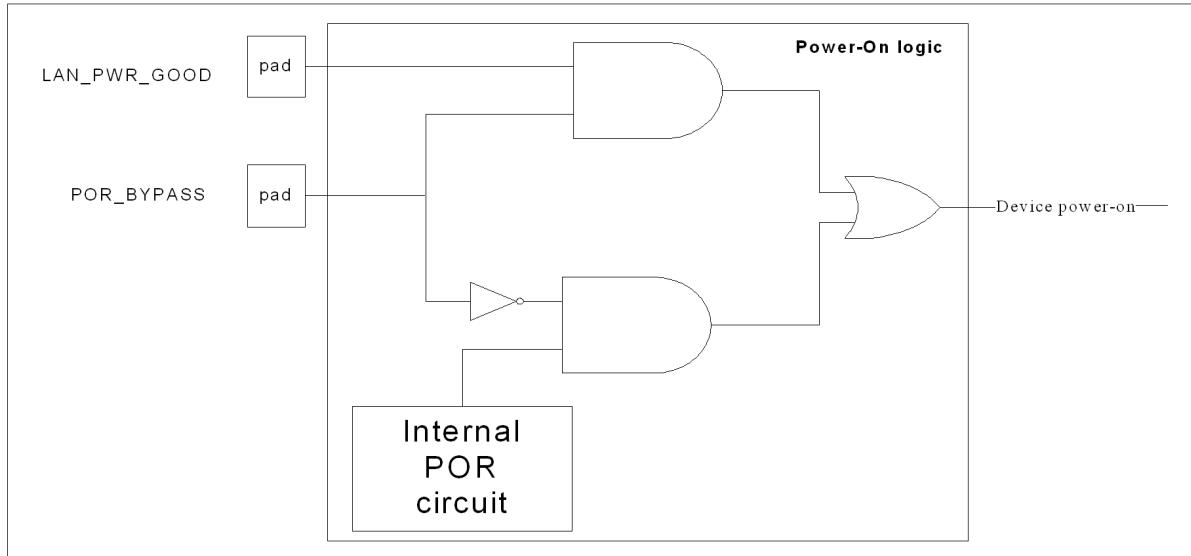 Power-On logic
LAN_PWR_GOOD
pad
POR_BYPASS
pad
Device power-on
Internal
POR
circuit